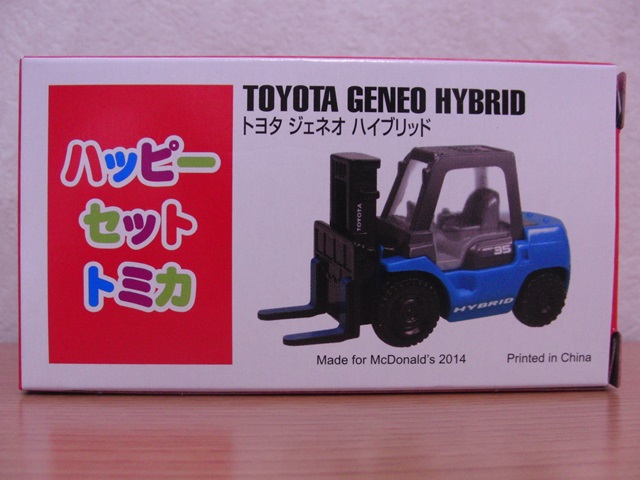 ハッピー
セット
トミカ
TOYOTA GENEO HYBRID
トヨタ ジェネオ ハイブリッド
TOYOTA
35
HYBRID
Made for McDonald's 2014
Printed in China